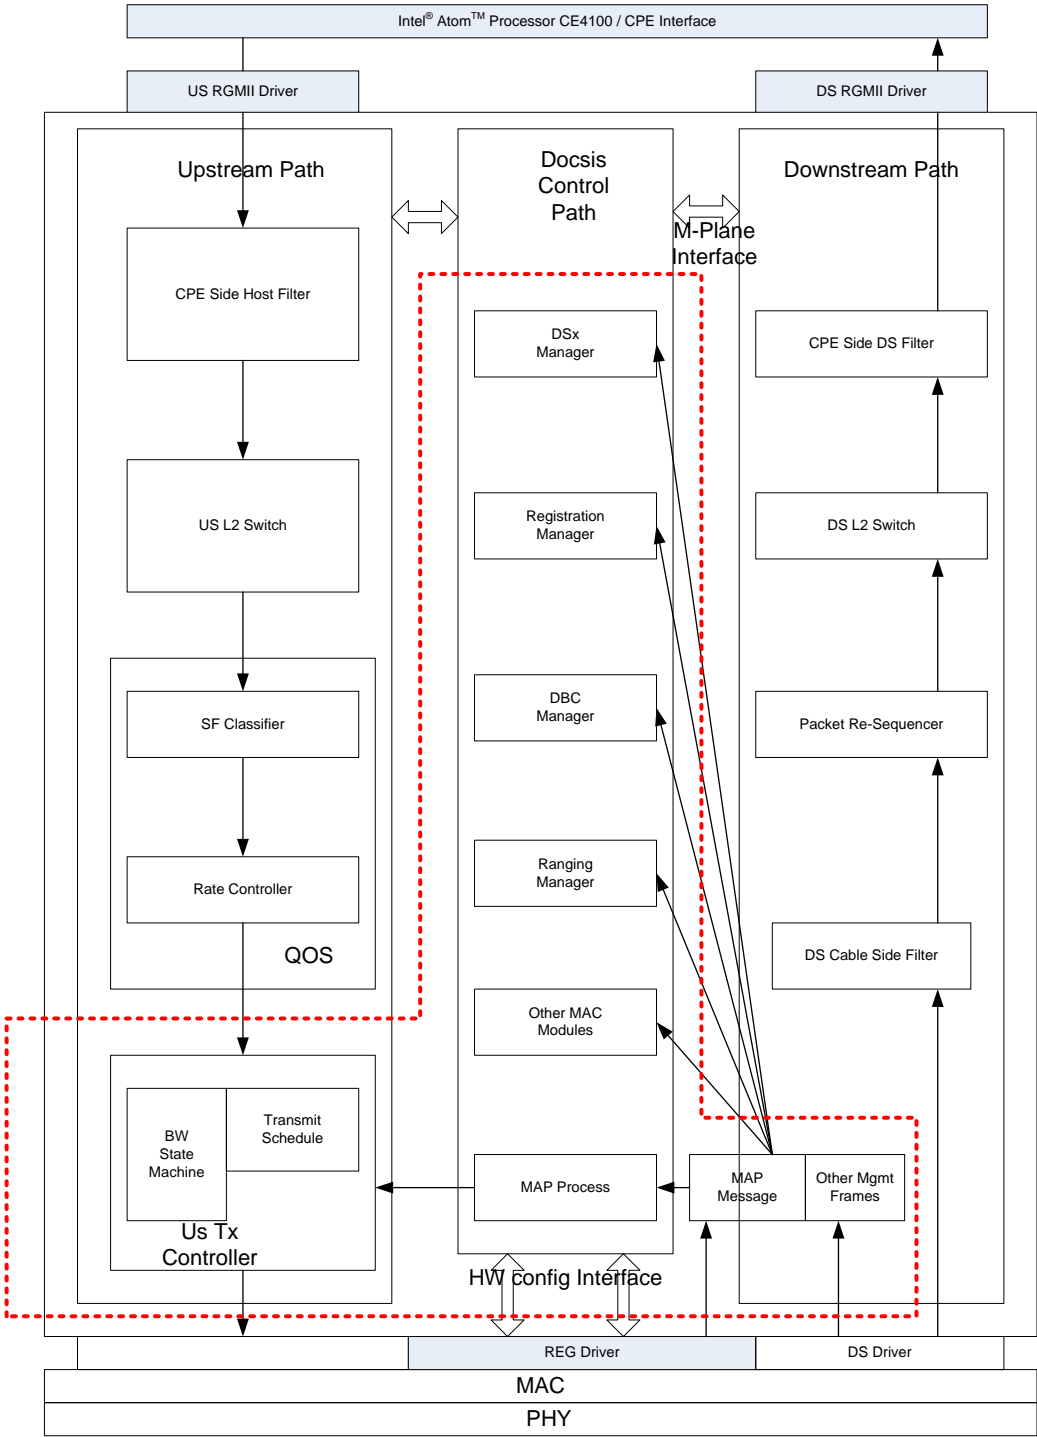 Intel® Atom™ Processor CE4100 / CPE Interface
US RGMII Driver
DS RGMII Driver
Upstream Path
Docsis
Control
Path
Downstream Path
M-Plane
Interface
CPE Side Host Filter
DSx
Manager
CPE Side DS Filter
US L2 Switch
Registration
Manager
DS L2 Switch
SF Classifier
DBC
Manager
Packet Re-Sequencer
Rate Controller
QOS
Ranging
Manager
DS Cable Side Filter
Other MAC
Modules
BW
State
Machine
Transmit
Schedule
Us Tx
Controller
MAP Process
MAP
Message
Other Mgmt
Frames
HW config Interface
REG Driver
DS Driver
MAC
PHY